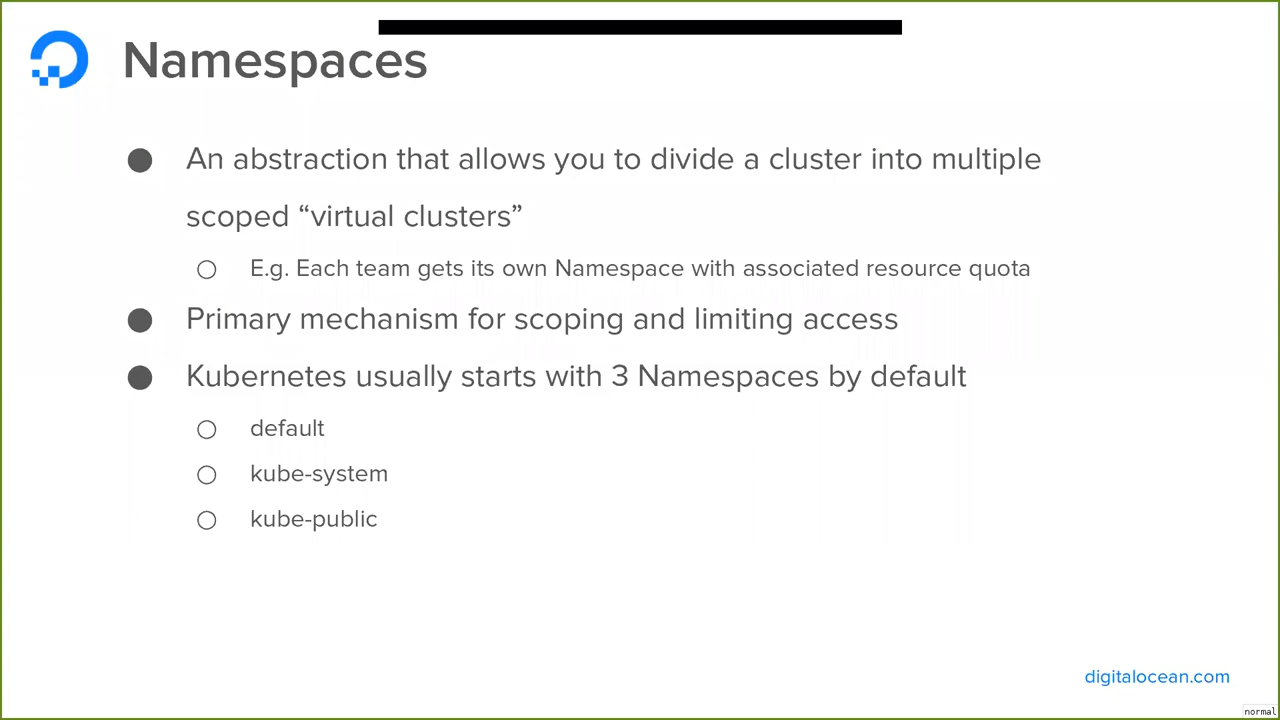 Namespaces
● An abstraction that allows you to divide a cluster into multiple
scoped “virtual clusters”
○ E.g. Each team gets its own Namespace with associated resource quota
● Primary mechanism for scoping and limiting access
● Kubernetes usually starts with 3 Namespaces by default
○ default
○ kube-system
○ kube-public
digitalocean.com
normal